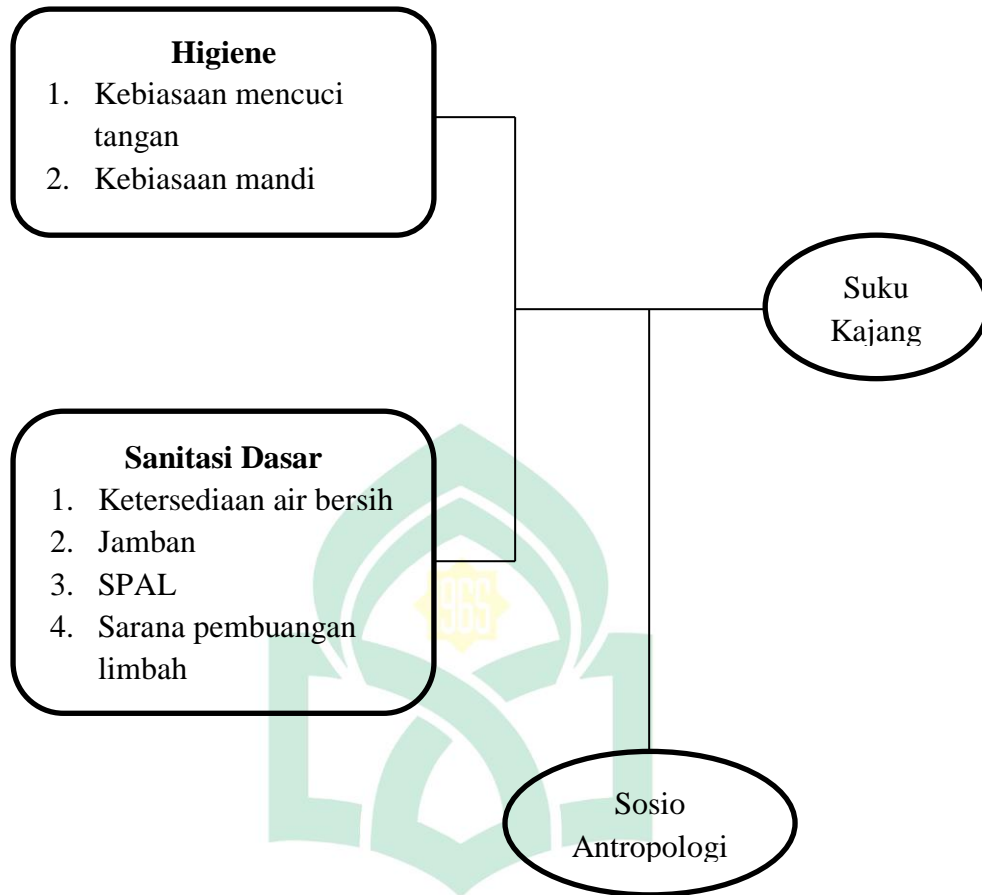 Higiene
1. Kebiasaan mencuci
tangan
2. Kebiasaan mandi
Suku
Kajang
Sanitasi Dasar
1. Ketersediaan air bersih
2. Jamban
3. SPAL
4. Sarana pembuangan
limbah
965
Sosio
Antropologi